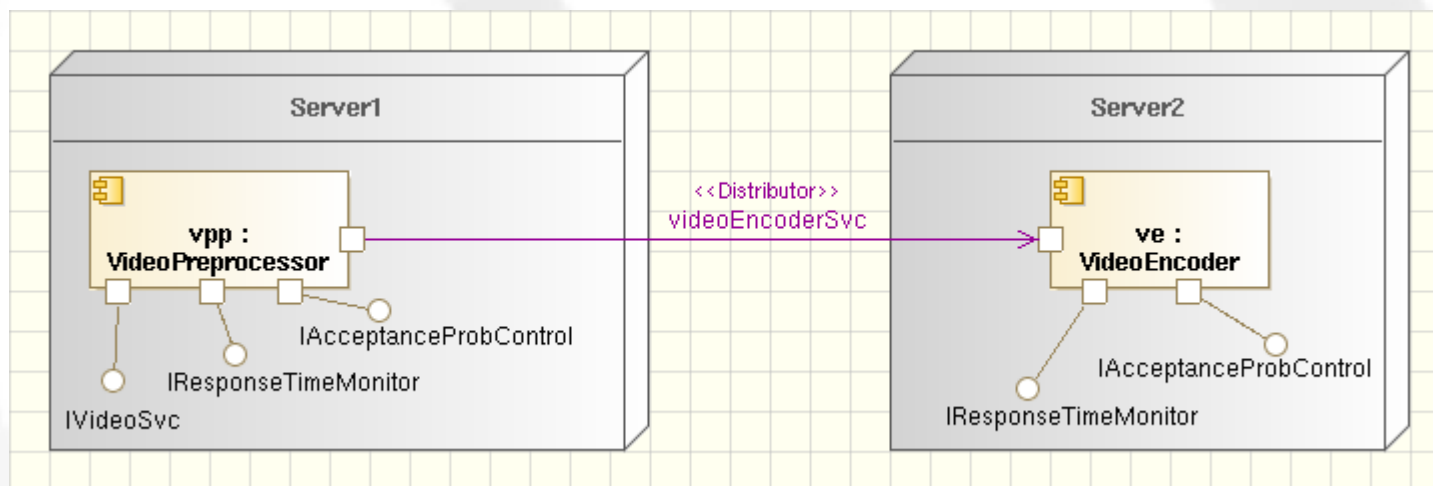 Server1
vpp :
VideoPreprocessor
IAcceptanceProbControl
IResponseTimeMonitor
IVideoSvc
<<Distributor>>
videoEncoderSvc
Server2
ve :
VideoEncoder
IAcceptanceProbControl
IResponseTimeMonitor